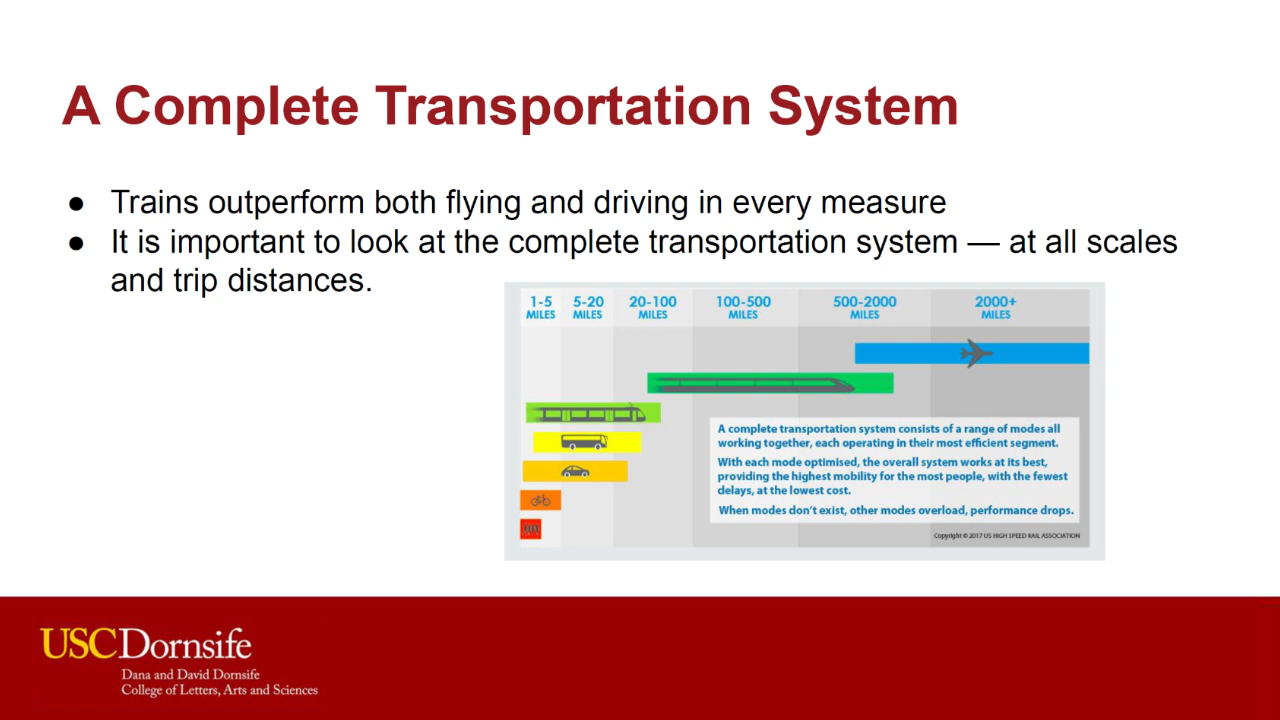 A Complete Transportation System
● Trains outperform both flying and driving in every measure
● It is important to look at the complete transportation system — at all scales
and trip distances.
1-5 5-20 20-100 100-500 500-2000 2000+
MILES MILES MILES MILES MILES MILES
A complete transportation system consists of a range of modes all
working together, each operating in their most efficient segment.
With each mode optimised, the overall system works at its best,
providing the highest mobility for the most people, with the fewest
delays, at the lowest cost.
When modes don't exist, other modes overload, performance drops.
Copyright © 2017 US HIGH SPEED RAIL ASSOCIATION
USC Dornsife
Dana and David Dornsife
College of Letters, Arts and Sciences